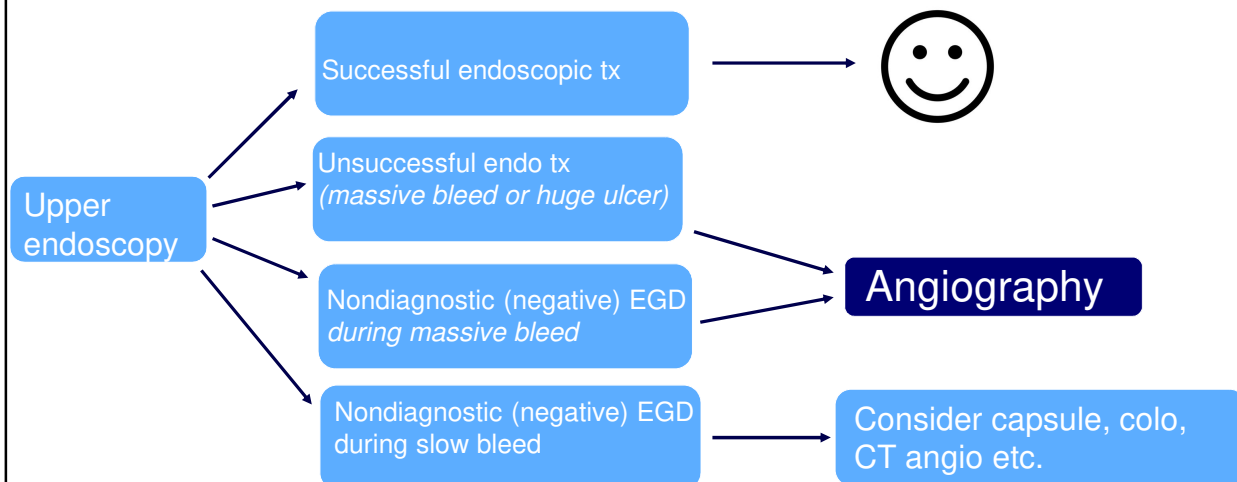 Successful endoscopic tx
Unsuccessful endo tx
(massive bleed or huge ulcer)
Upper
endoscopy
Angiography
Nondiagnostic (negative) EGD
during massive bleed
Nondiagnostic (negative) EGD
during slow bleed
Consider capsule, colo,
CT angio etc.